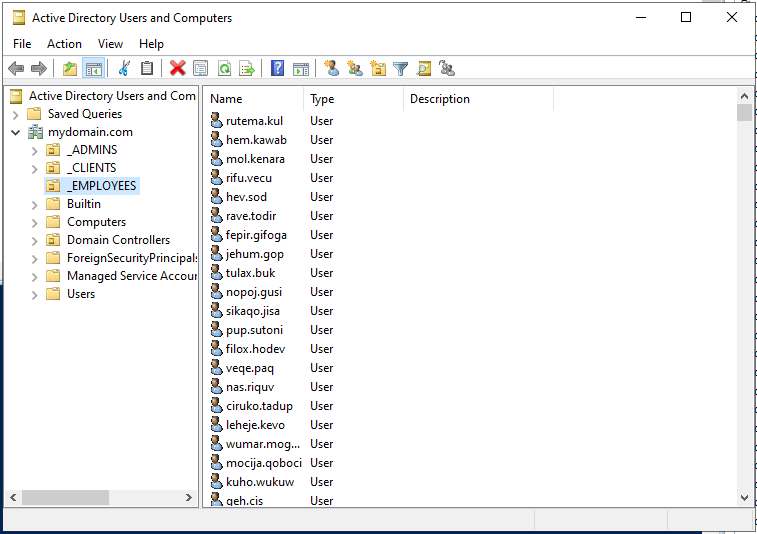 Active Directory Users and Computers
File Action View Help
Active Directory Users and Com
Saved Queries
mydomain.com
_ADMINS
_CLIENTS
_EMPLOYEES
Builtin
Computers
Domain Controllers
ForeignSecurityPrincipals
Managed Service Accour
Users
Name Type Description
rutema.kul User
hem.kawab User
mol.kenara User
rifu.vecu User
hev.sod User
rave.todir User
fepir.gifoga User
jehum.gop User
tulax.buk User
nopoj.gusi User
sikaqo.jisa User
pup.sutoni User
filox.hodev User
veqe.paq User
nas.riquv User
ciruko.tadup User
leheje.kevo User
wumar.mog... User
mocija.qoboci User
kuho.wukuw User
geh.cis User